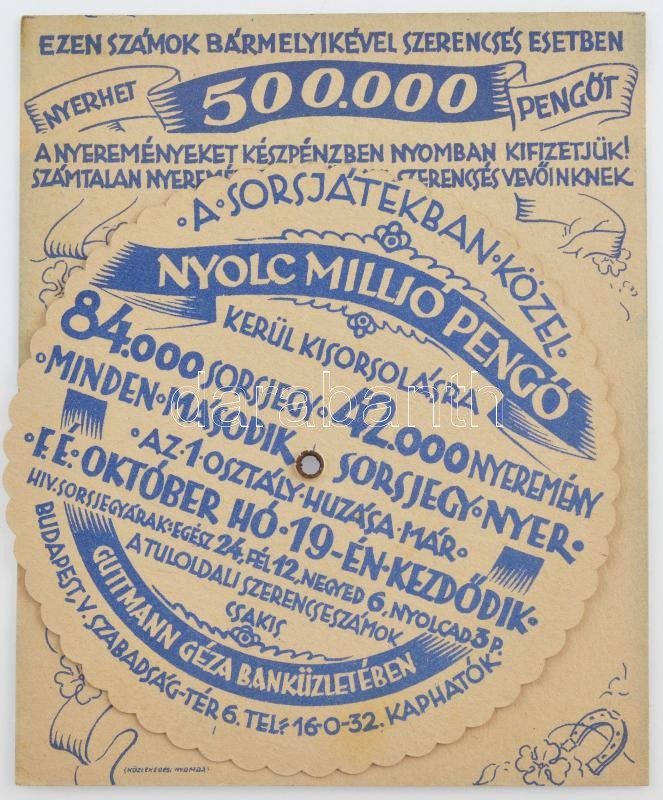 EZEN SZÁMOK BÁRMELYIKÉVEL SZERENCSÉS ESETBEN
NYERHET 500.000 PENGŐT
A NYEREMÉNYEKET KÉSZPÉNZBEN NYOMBAN KIFIZETJÜK!
SZÁMTALAN NYEREMÉ SZERENCSÉS VEVŐINKNEK
• A • SORSJÁTÉKBAN • KÖZEL •
NYOLC MILLIÓ PENGŐ
KERÜL KISORSOLÁSRA
84.000 SORSJEGY • 42.000 NYEREMÉNY
• MINDEN • MÁSODIK SORSJEGY • NYER •
• AZ • 1 • OSZTÁLY • HUZÁSA • MÁR •
• F. É • OKTÓBER HÓ • 19-ÉN • KEZDŐDIK •
HIV. SORSJEGYÁRAK: EGÉSZ 24, FÉL 12, NEGYED 6, NYOLCAD 3 P.
A TULOLDALI SZERENCSESZÁMOK
CSAKIS
GUTTMANN GÉZA BANKÜZLETÉBEN
BUDAPEST, V. SZABADSÁG-TÉR 6. TEL: 16-0-32. KAPHATÓK
darabanth